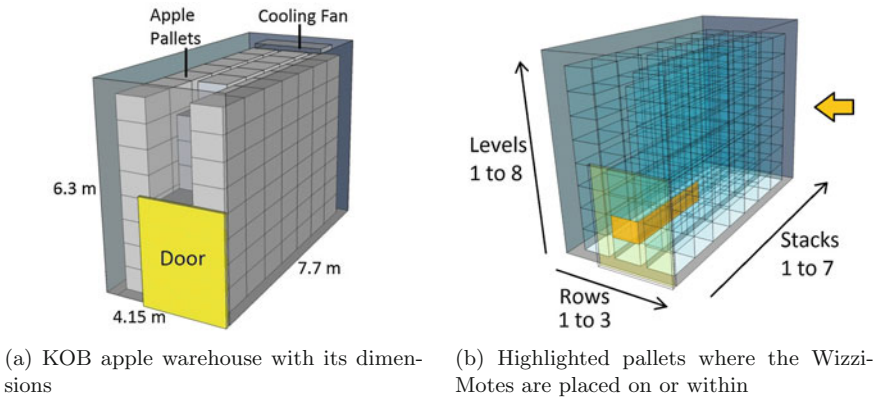 Apple
Pallets
Cooling Fan
6.3 m
Door
7.7 m
4.15 m
(a) KOB apple warehouse with its dimen-
sions
Levels
1 to 8
Stacks
1 to 7
Rows
1 to 3
(b) Highlighted pallets where the Wizzi-
Motes are placed on or within